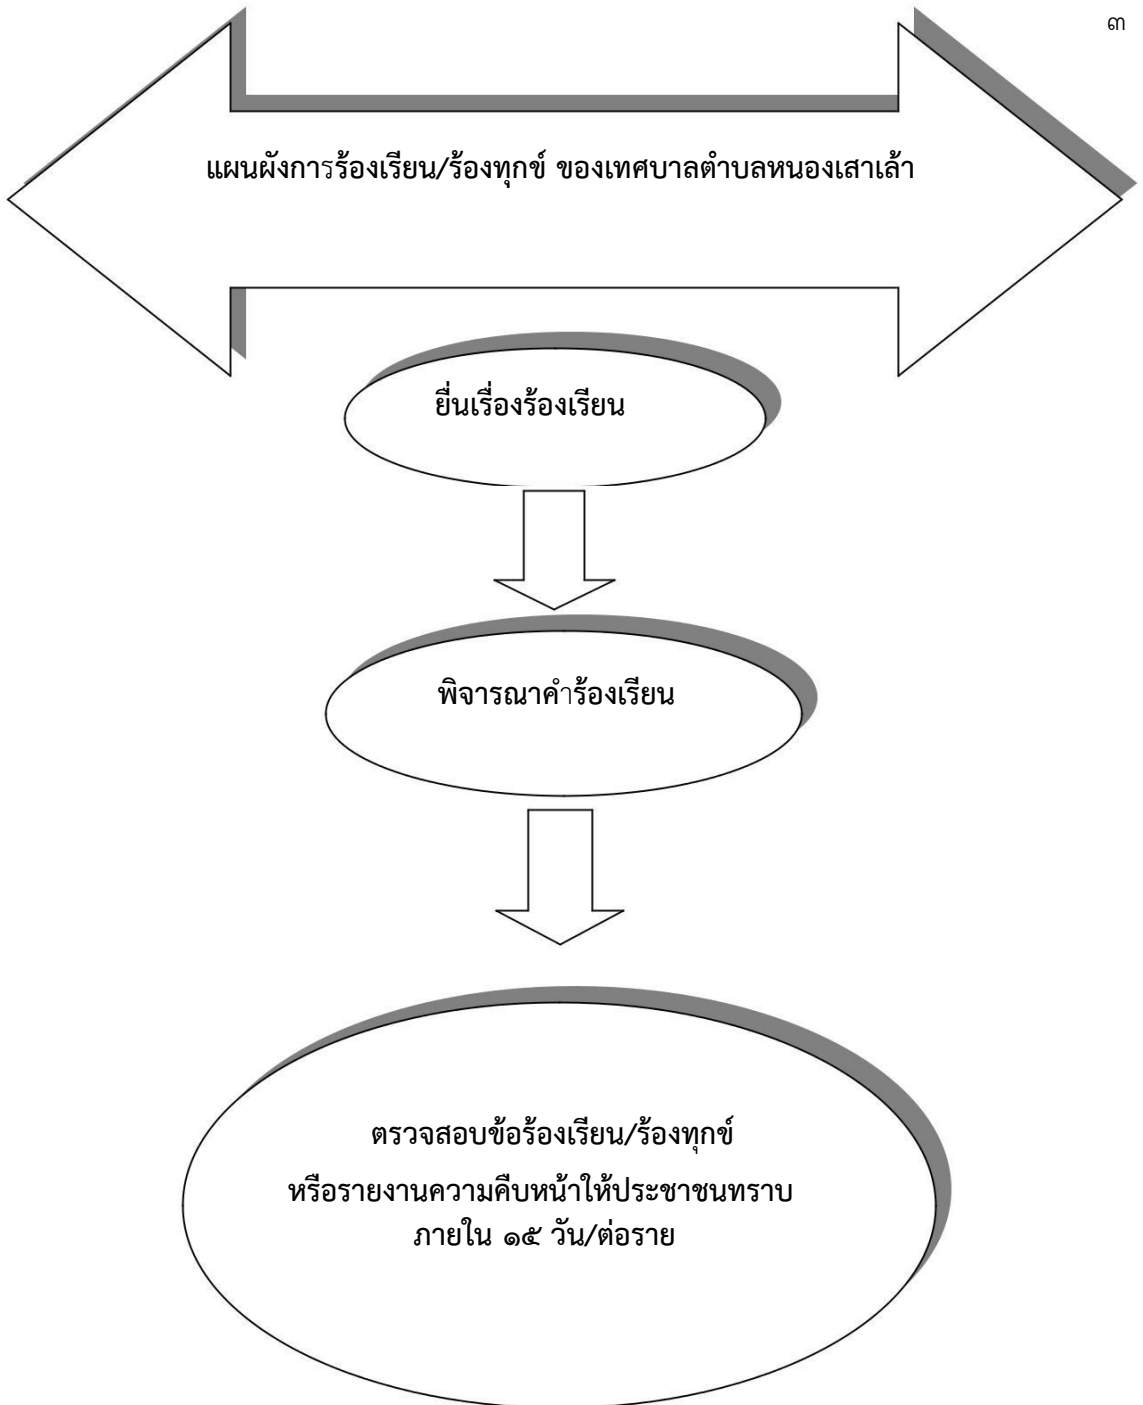 ๓
แผนผังการร้องเรียน/ร้องทุกข์ ของเทศบาลตำบลหนองเสาเล้า
ยื่นเรื่องร้องเรียน
พิจารณาคำร้องเรียน
ตรวจสอบข้อร้องเรียน/ร้องทุกข์
หรือรายงานความคืบหน้าให้ประชาชนทราบ
ภายใน ๑๕ วัน/ต่อราย